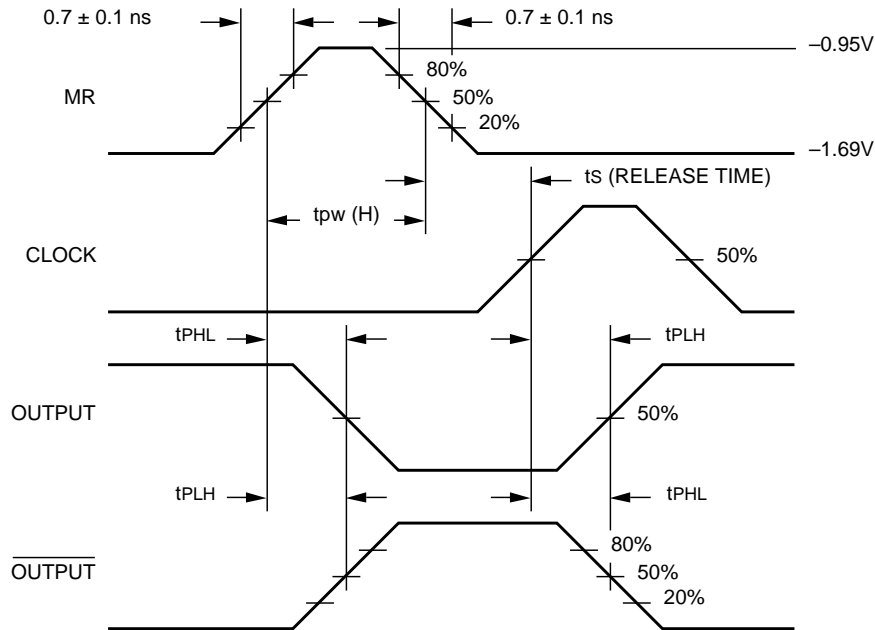 0.7 ± 0.1 ns
0.7 ± 0.1 ns
–0.95V
80%
MR
50%
20%
–1.69V
tS (RELEASE TIME)
tpw (H)
CLOCK
50%
tPHL
tPLH
OUTPUT
50%
tPLH
tPHL
80%
OUTPUT
50%
20%